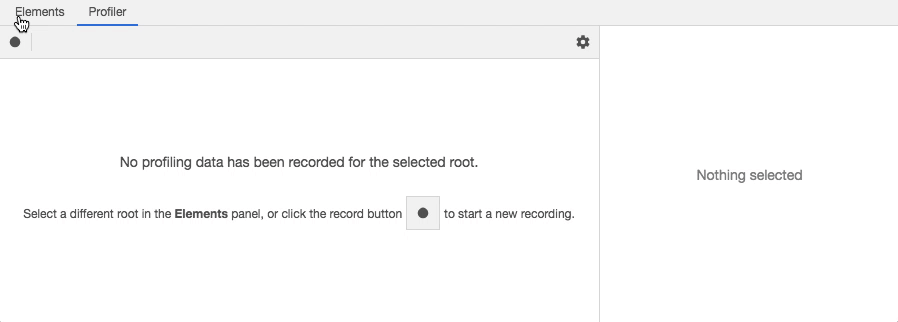 Elements Profiler
No profiling data has been recorded for the selected root.
Nothing selected
Select a different root in the Elements panel, or click the record button to start a new recording.